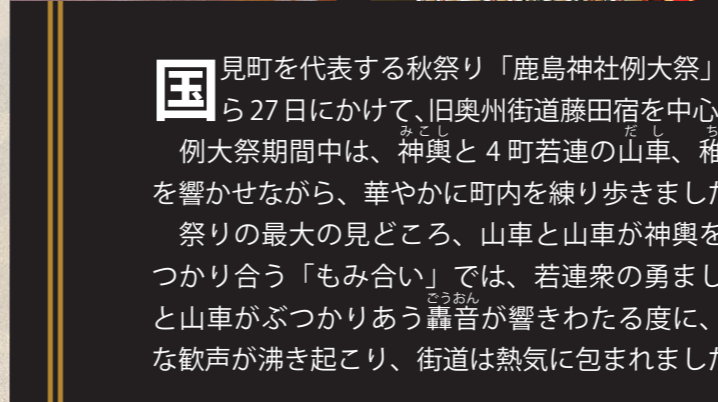 国見町を代表する秋祭り「鹿島神社例大祭」
ら27日にかけて、旧奥州街道藤田宿を中心
例大祭期間中は、神輿と4町若連の山車、稚
を響かせながら、華やかに町内を練り歩きました
祭りの最大の見どころ、山車と山車が神輿を
つかり合う「もみ合い」では、若連衆の勇まし
と山車がぶつかりあう轟音が響きわたる度に、
な歓声が沸き起こり、街道は熱気に包まれました